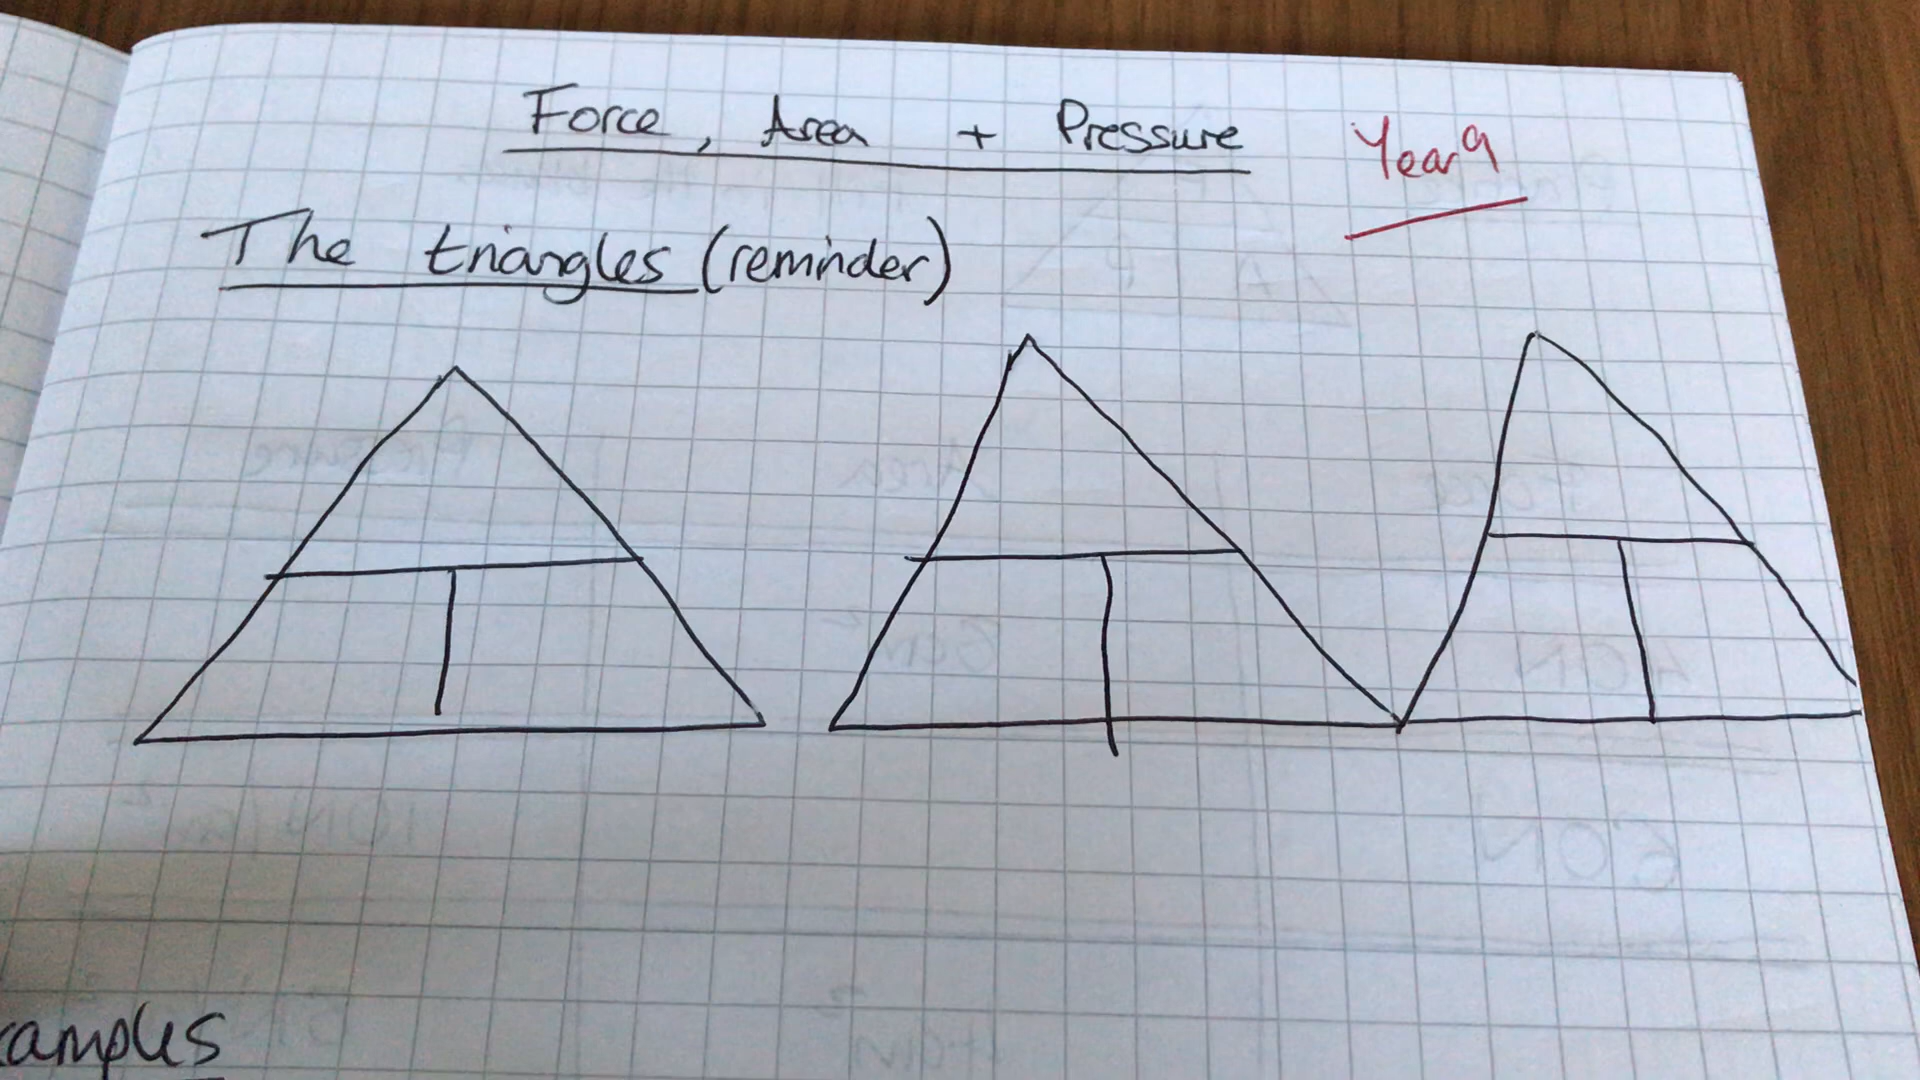 Force, Area + Pressure Year 9
The triangles (reminder)
amples